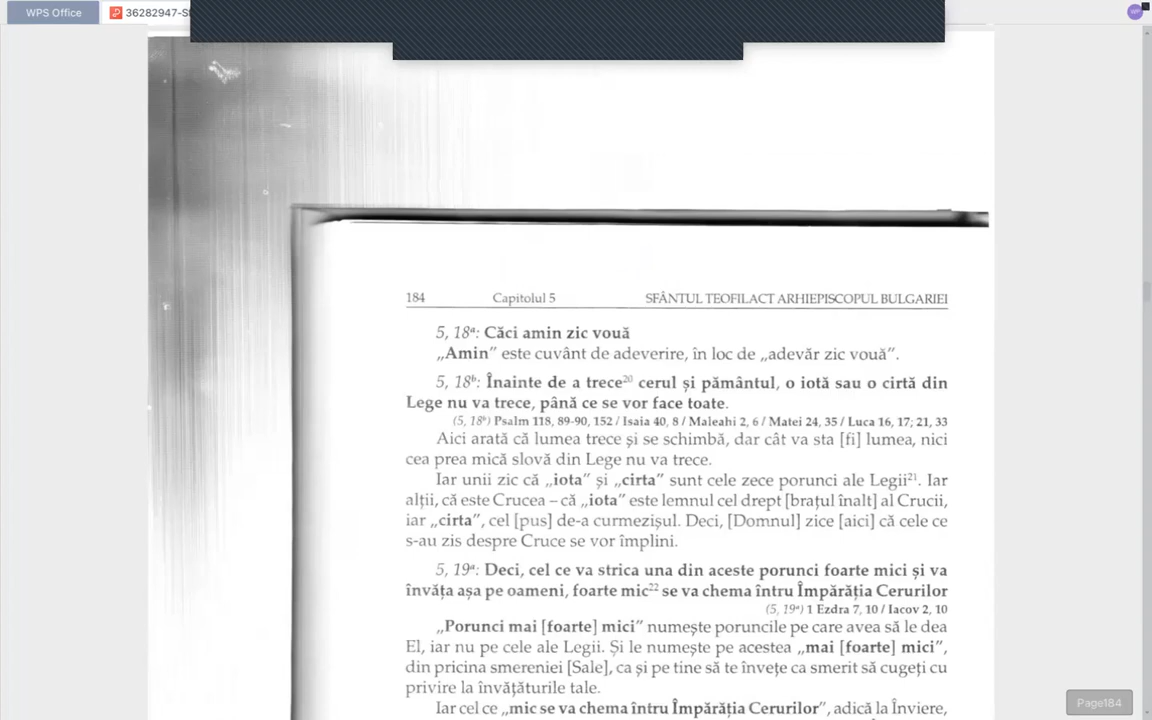 WPS Office
36282947-S
184 Capitolul 5 SFÂNTUL TEOFILACT ARHIEPISCOPUL BULGARIEI
5, 18ᵃ: Căci amin zic vouă
„Amin” este cuvânt de adeverire, în loc de „adevăr zic vouă”.
5, 18ᵇ: Înainte de a trece²⁰ cerul și pământul, o iotă sau o cirtă din
Lege nu va trece, până ce se vor face toate.
(5, 18ᵇ) Psalm 118, 89-90, 152 / Isaia 40, 8 / Maleahi 2, 6 / Matei 24, 35 / Luca 16, 17; 21, 33
Aici arată că lumea trece și se schimbă, dar cât va sta [fi] lumea, nici
cea prea mică slovă din Lege nu va trece.
Iar unii zic că „iota” și „cirta” sunt cele zece porunci ale Legii²¹. Iar
alții, că este Crucea – că „iota” este lemnul cel drept [brațul înalt] al Crucii,
iar „cirta”, cel [pus] de-a curmezișul. Deci, [Domnul] zice [aici] că cele ce
s-au zis despre Cruce se vor împlini.
5, 19ᵃ: Deci, cel ce va strica una din aceste porunci foarte mici și va
învăța așa pe oameni, foarte mic²² se va chema întru Împărăția Cerurilor
(5, 19ᵃ) 1 Ezdra 7, 10 / Iacov 2, 10
„Porunci mai [foarte] mici” numește poruncile pe care avea să le dea
El, iar nu pe cele ale Legii. Și le numește pe acestea „mai [foarte] mici”,
din pricina smereniei [Sale], ca și pe tine să te învețe ca smerit să cugeți cu
privire la învățăturile tale.
Iar cel ce „mic se va chema întru Împărăția Cerurilor”, adică la Înviere,
Page184